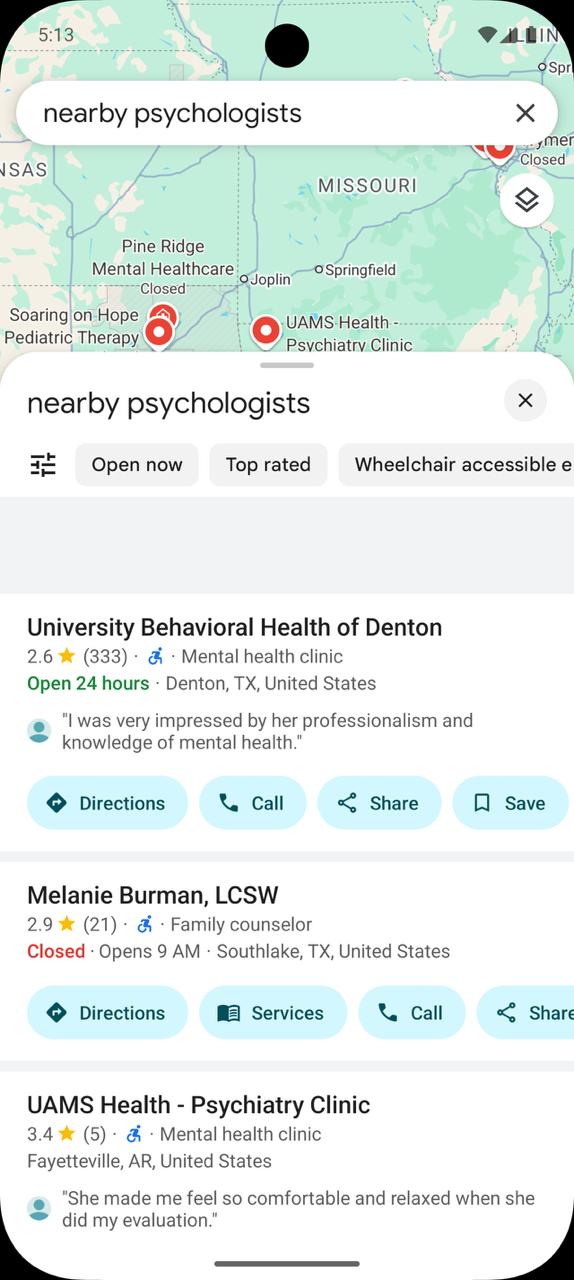 5:13
ILLIN
Spri
nearby psychologists
NSAS
MISSOURI
Closed
Pine Ridge
Mental Healthcare
Closed
Joplin
Springfield
Soaring on Hope
Pediatric Therapy
UAMS Health -
Psychiatry Clinic
nearby psychologists
Open now
Top rated
Wheelchair accessible e
University Behavioral Health of Denton
2.6 (333) · · Mental health clinic
Open 24 hours · Denton, TX, United States
"I was very impressed by her professionalism and
knowledge of mental health."
Directions
Call
Share
Save
Melanie Burman, LCSW
2.9 (21) · · Family counselor
Closed · Opens 9 AM · Southlake, TX, United States
Directions
Services
Call
Share
UAMS Health - Psychiatry Clinic
3.4 (5) · · Mental health clinic
Fayetteville, AR, United States
"She made me feel so comfortable and relaxed when she
did my evaluation."